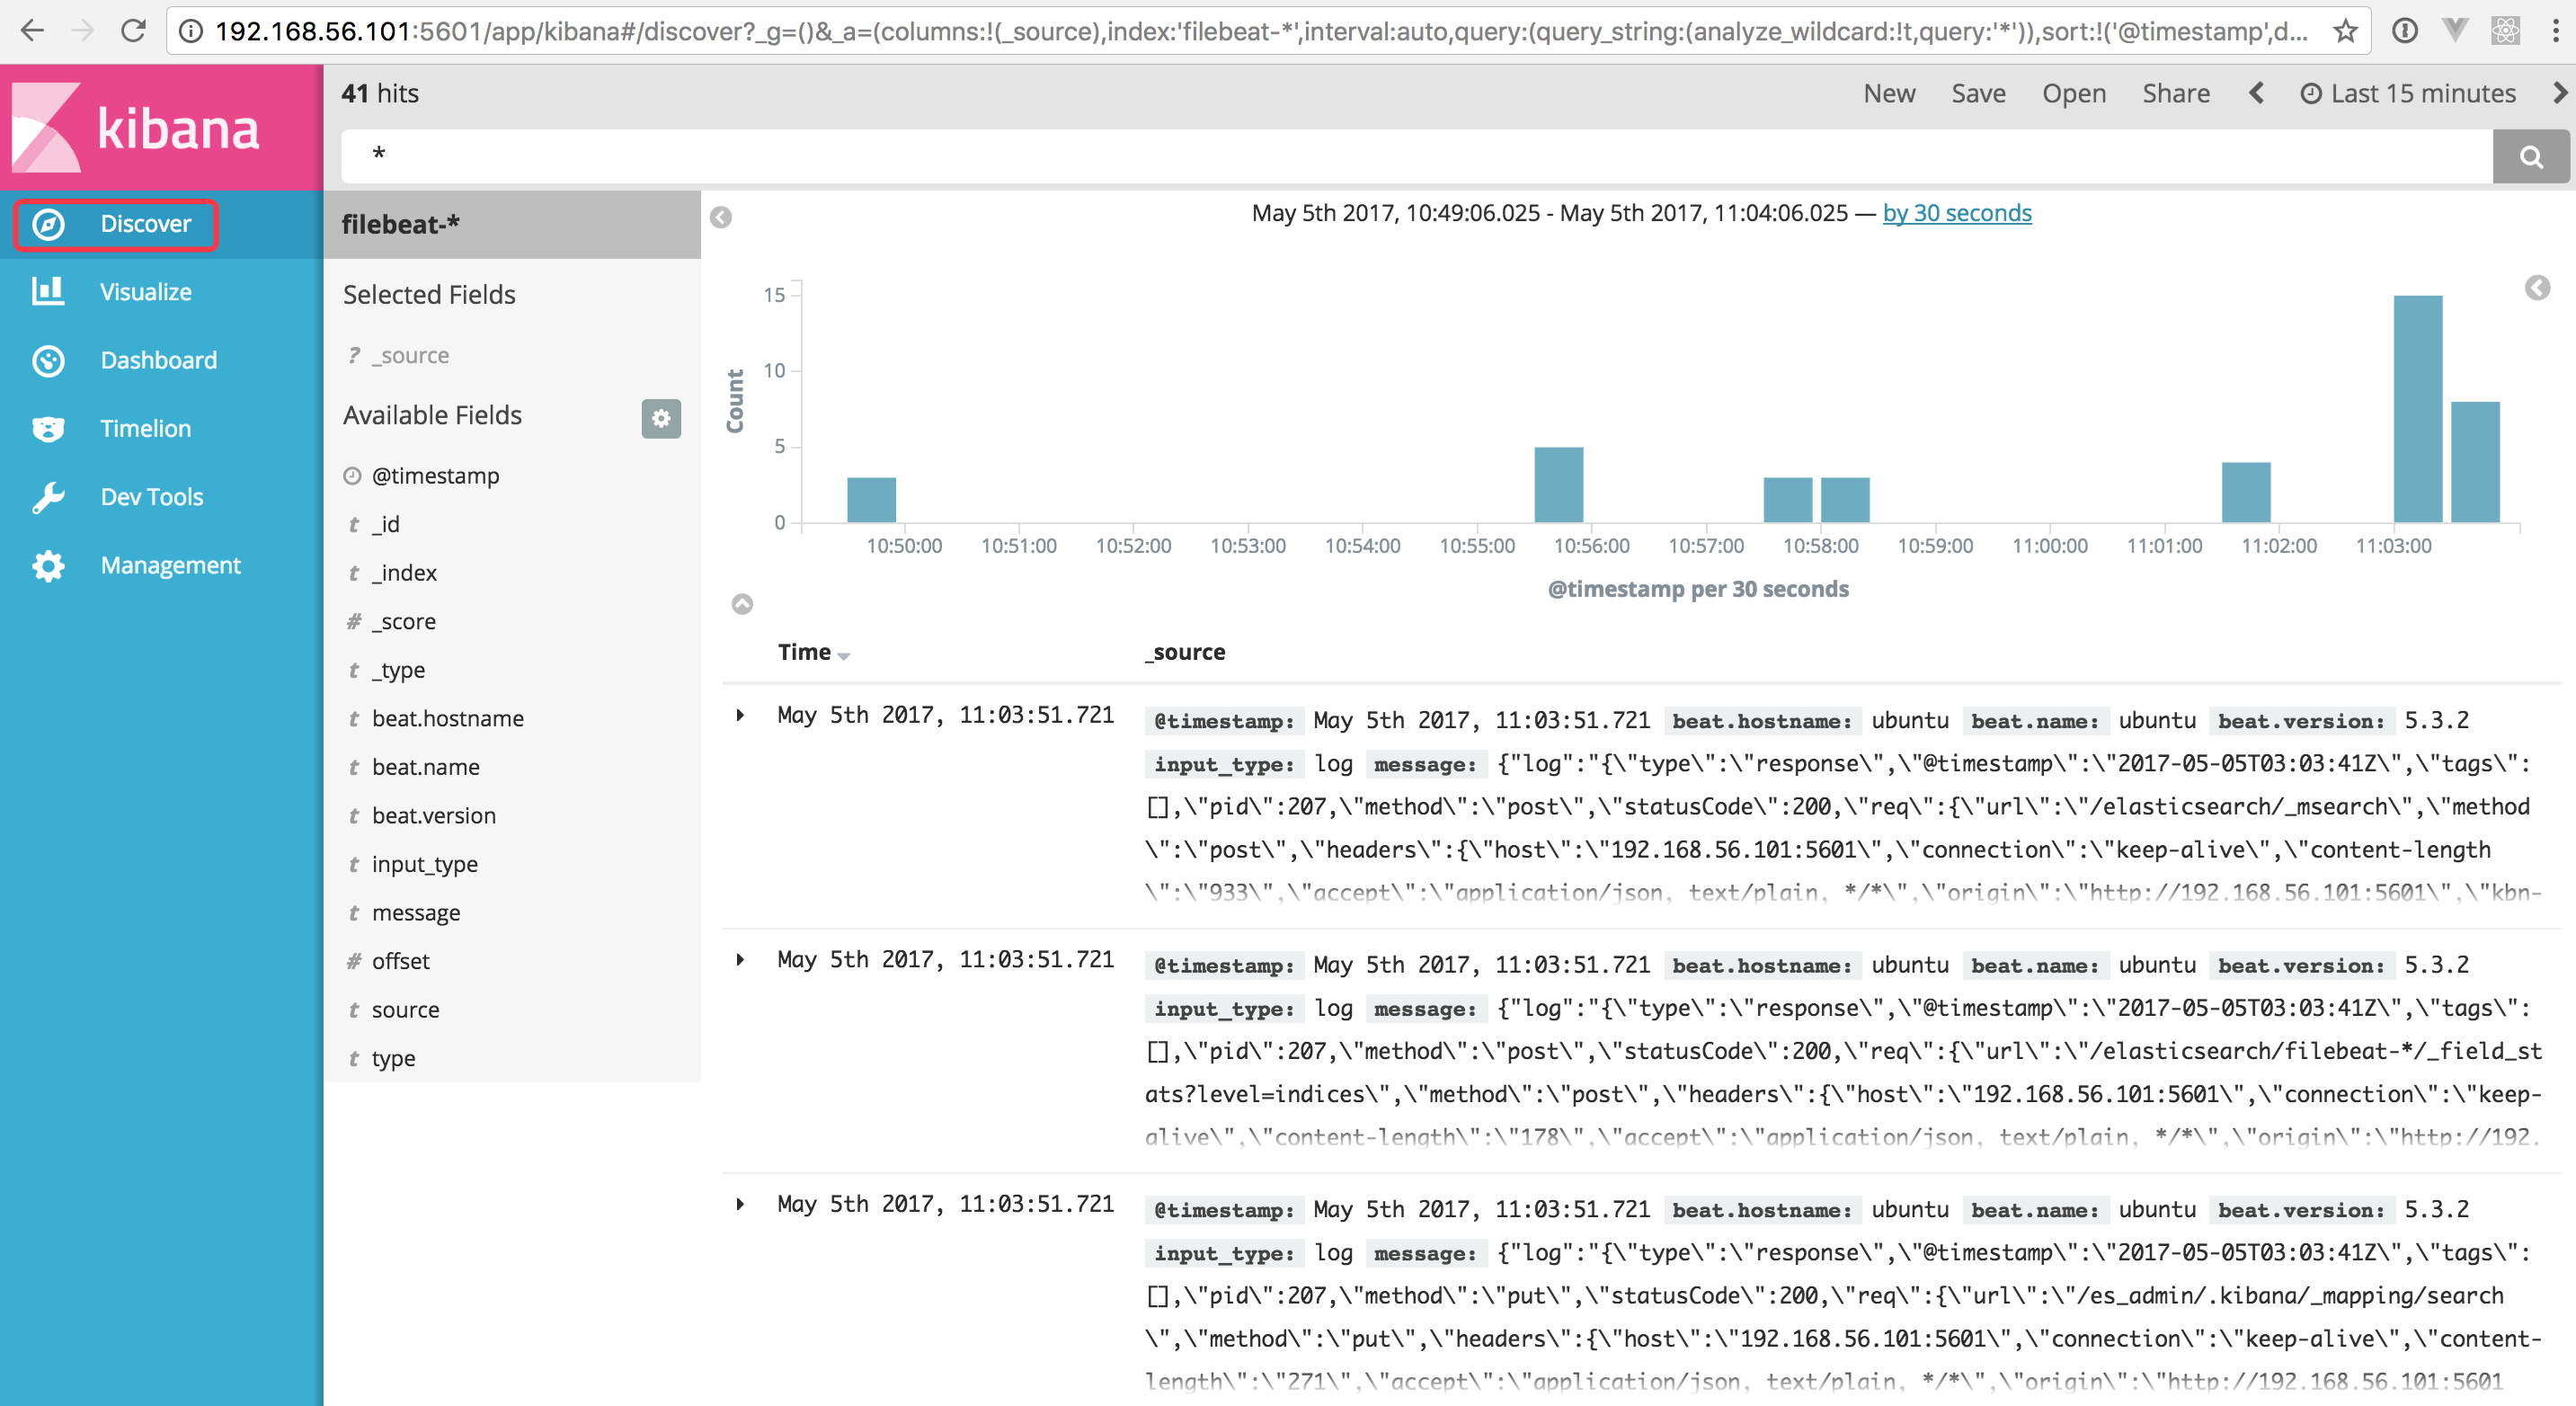 192.168.56.101:5601/app/kibana#/discover?_g=()&_a=(columns:!(_source),index:'filebeat-*',interval:auto,query:(query_string:(analyze_wildcard:!t,query:'*')),sort:!('@timestamp',d...
kibana
41 hits
New Save Open Share Last 15 minutes
*
Discover
Visualize
Dashboard
Timelion
Dev Tools
Management
filebeat-*
Selected Fields
? _source
Available Fields
@timestamp
t _id
t _index
# _score
t _type
t beat.hostname
t beat.name
t beat.version
t input_type
t message
# offset
t source
t type
May 5th 2017, 10:49:06.025 - May 5th 2017, 11:04:06.025 — by 30 seconds
Count
15
10
5
0
10:50:00 10:51:00 10:52:00 10:53:00 10:54:00 10:55:00 10:56:00 10:57:00 10:58:00 10:59:00 11:00:00 11:01:00 11:02:00 11:03:00
@timestamp per 30 seconds
Time _source
May 5th 2017, 11:03:51.721 @timestamp: May 5th 2017, 11:03:51.721 beat.hostname: ubuntu beat.name: ubuntu beat.version: 5.3.2
input_type: log message: {"log":"{\"type\":\"response\",\"@timestamp\":\"2017-05-05T03:03:41Z\",\"tags\":
[],\"pid\":207,\"method\":\"post\",\"statusCode\":200,\"req\":{\"url\":\"/elasticsearch/_msearch\",\"method
\":\"post\",\"headers\":{\"host\":\"192.168.56.101:5601\",\"connection\":\"keep-alive\",\"content-length
\":\"933\",\"accept\":\"application/json, text/plain, */*\",\"origin\":\"http://192.168.56.101:5601\",\"kbn-
May 5th 2017, 11:03:51.721 @timestamp: May 5th 2017, 11:03:51.721 beat.hostname: ubuntu beat.name: ubuntu beat.version: 5.3.2
input_type: log message: {"log":"{\"type\":\"response\",\"@timestamp\":\"2017-05-05T03:03:41Z\",\"tags\":
[],\"pid\":207,\"method\":\"post\",\"statusCode\":200,\"req\":{\"url\":\"/elasticsearch/filebeat-*/_field_st
ats?level=indices\",\"method\":\"post\",\"headers\":{\"host\":\"192.168.56.101:5601\",\"connection\":\"keep-
alive\",\"content-length\":\"178\",\"accept\":\"application/json, text/plain, */*\",\"origin\":\"http://192.
May 5th 2017, 11:03:51.721 @timestamp: May 5th 2017, 11:03:51.721 beat.hostname: ubuntu beat.name: ubuntu beat.version: 5.3.2
input_type: log message: {"log":"{\"type\":\"response\",\"@timestamp\":\"2017-05-05T03:03:41Z\",\"tags\":
[],\"pid\":207,\"method\":\"put\",\"statusCode\":200,\"req\":{\"url\":\"/es_admin/.kibana/_mapping/search
\",\"method\":\"put\",\"headers\":{\"host\":\"192.168.56.101:5601\",\"connection\":\"keep-alive\",\"content-
length\":\"271\",\"accept\":\"application/json, text/plain, */*\",\"origin\":\"http://192.168.56.101:5601